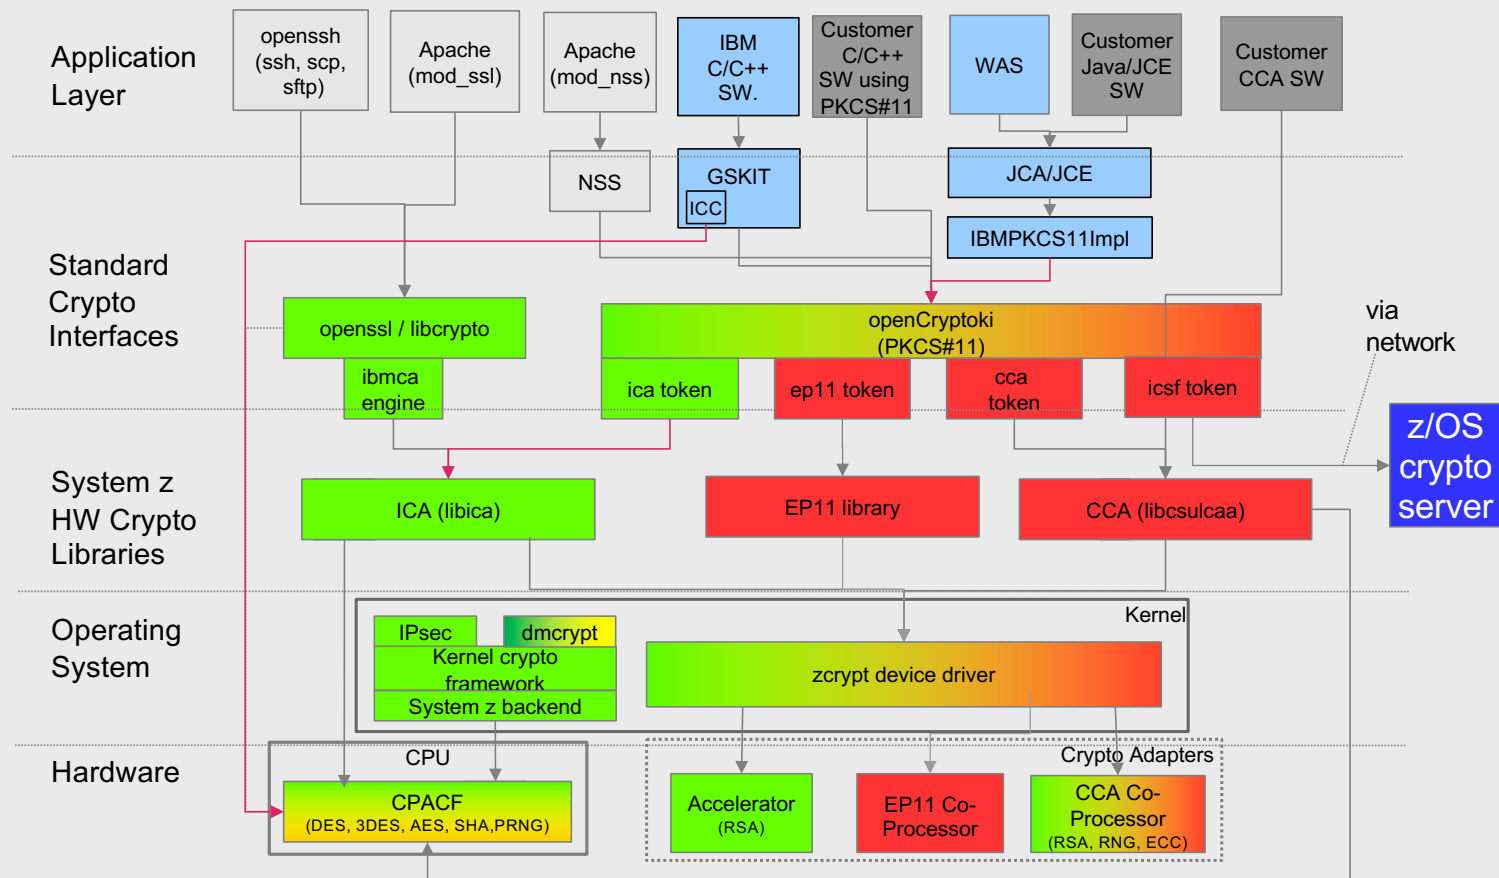 Application
Layer
openssh
(ssh, scp,
sftp)
Apache
(mod_ssl)
Apache
(mod_nss)
IBM
C/C++
SW.
Customer
C/C++
SW using
PKCS#11
WAS
Customer
Java/JCE
SW
Customer
CCA SW
Standard
Crypto
Interfaces
NSS
GSKIT
ICC
JCA/JCE
IBMPKCS11Impl
openssl / libcrypto
ibmca
engine
openCryptoki
(PKCS#11)
ica token
ep11 token
cca
token
icsf token
via
network
z/OS
crypto
server
System z
HW Crypto
Libraries
ICA (libica)
EP11 library
CCA (libcsulcaa)
Operating
System
Kernel
IPsec
dmcrypt
Kernel crypto
framework
System z backend
zcrypt device driver
Hardware
CPU
CPACF
(DES, 3DES, AES, SHA,PRNG)
Crypto Adapters
Accelerator
(RSA)
EP11 Co-
Processor
CCA Co-
Processor
(RSA, RNG, ECC)